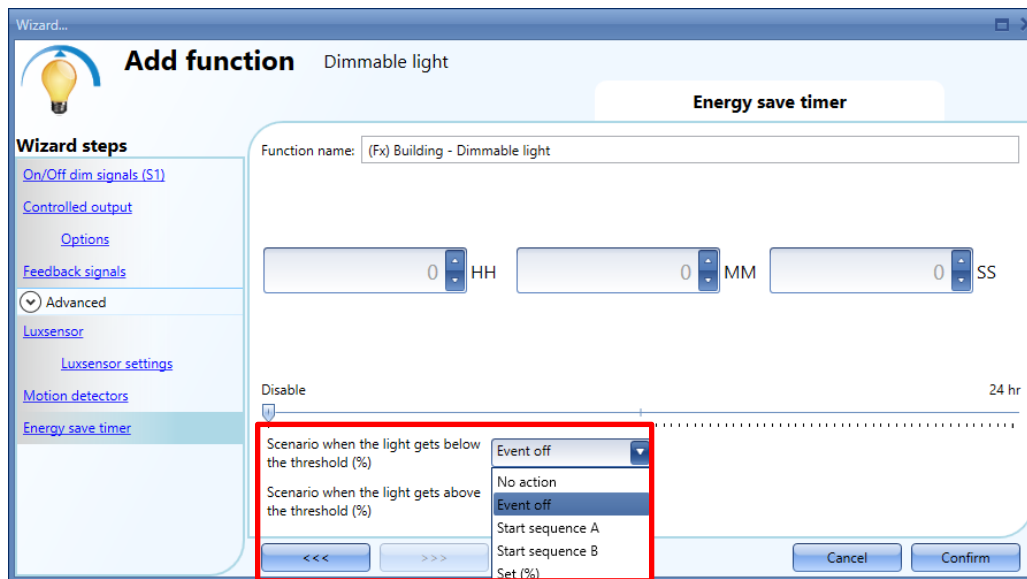 Wizard...
Add function Dimmable light
Energy save timer
Wizard steps
On/Off dim signals (S1)
Controlled output
Options
Feedback signals
Advanced
Luxsensor
Luxsensor settings
Motion detectors
Energy save timer
Function name: (Fx) Building - Dimmable light
0 HH 0 MM 0 SS
Disable 24 hr
Scenario when the light gets below
the threshold (%)
Event off
Scenario when the light gets above
the threshold (%)
No action
Event off
Start sequence A
Start sequence B
Set (%)
<<< >>> Cancel Confirm